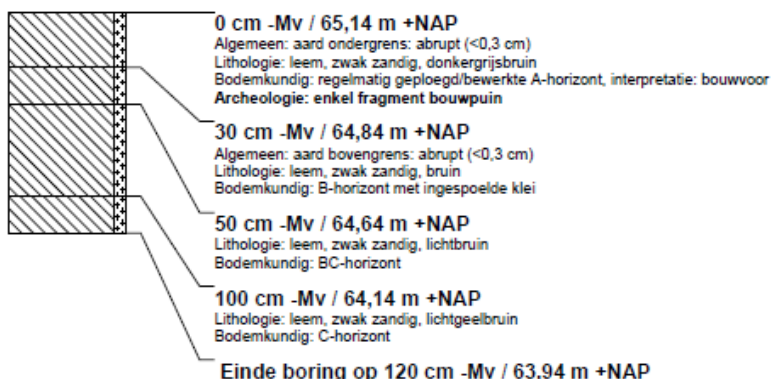 0 cm -Mv / 65,14 m +NAP
Algemeen: aard ondergrens: abrupt (<0,3 cm)
Lithologie: leem, zwak zandig, donkergrijsbruin
Bodemkundig: regelmatig geploegd/bewerkte A-horizont, interpretatie: bouwvoor
Archeologie: enkel fragment bouwpuin
30 cm -Mv / 64,84 m +NAP
Algemeen: aard bovengrens: abrupt (<0,3 cm)
Lithologie: leem, zwak zandig, bruin
Bodemkundig: B-horizont met ingespoelde klei
50 cm -Mv / 64,64 m +NAP
Lithologie: leem, zwak zandig, lichtbruin
Bodemkundig: BC-horizont
100 cm -Mv / 64,14 m +NAP
Lithologie: leem, zwak zandig, lichtgeelbruin
Bodemkundig: C-horizont
Einde boring op 120 cm -Mv / 63,94 m +NAP